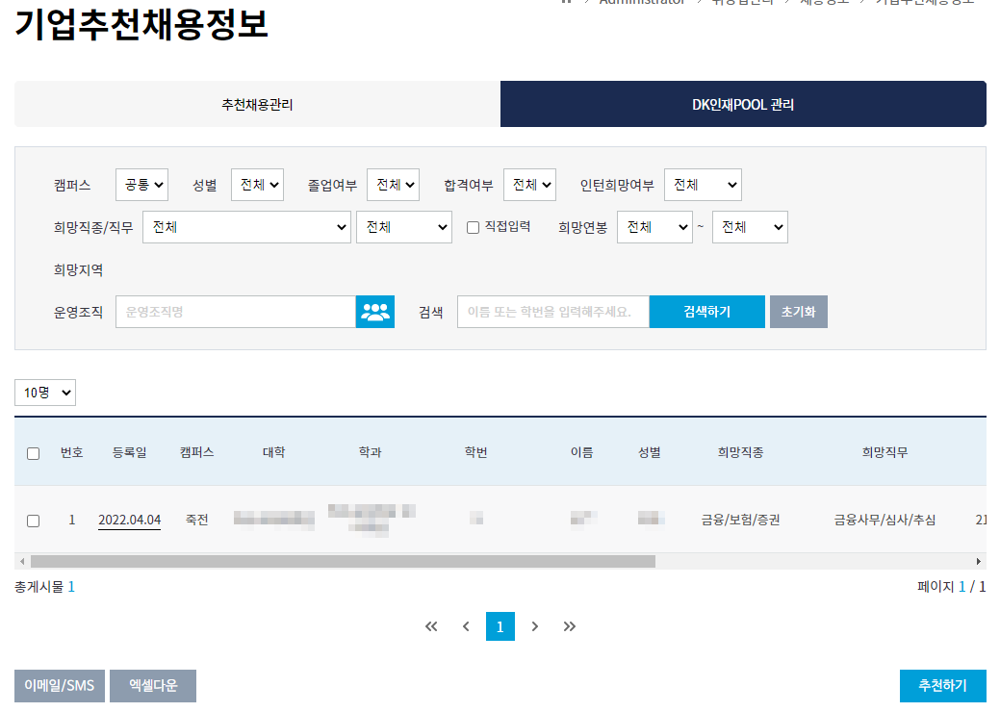 Administrator
기업추천채용정보
추천채용관리 DK인재POOL 관리
캠퍼스 공통 성별 전체 졸업여부 전체 합격여부 전체 인턴희망여부 전체
희망직종/직무 전체 전체 직접입력 희망연봉 전체 ~ 전체
희망지역
운영조직 운영조직명 검색 이름 또는 학번을 입력해주세요. 검색하기 초기화
10명
번호 등록일 캠퍼스 대학 학과 학번 이름 성별 희망직종 희망직무
1 2022.04.04 죽전 금융/보험/증권 금융사무/심사/추심 21
총게시물 1 페이지 1 / 1
« ‹ 1 › »
이메일/SMS 엑셀다운 추천하기